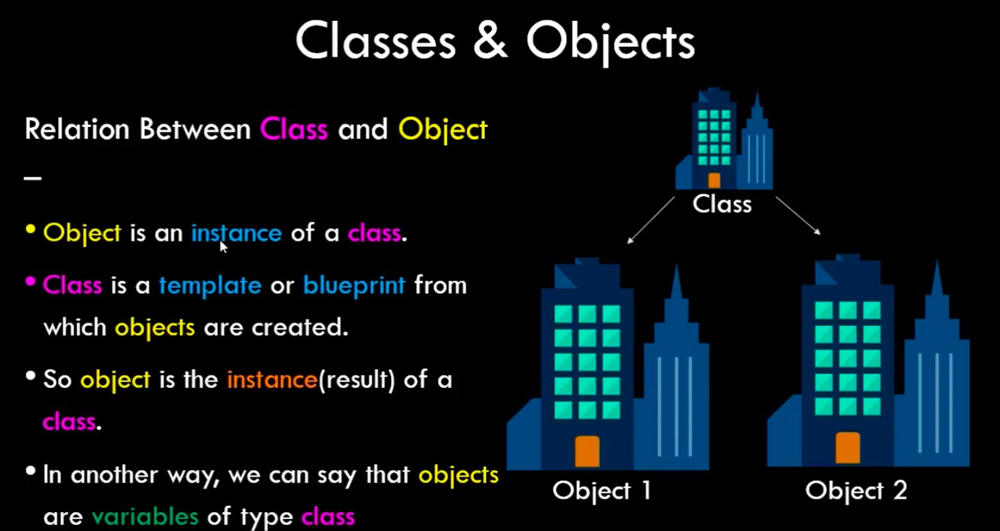 Classes & Objects
Relation Between Class and Object
–
• Object is an instance of a class.
• Class is a template or blueprint from
which objects are created.
• So object is the instance(result) of a
class.
• In another way, we can say that objects
are variables of type class
Class
Object 1
Object 2